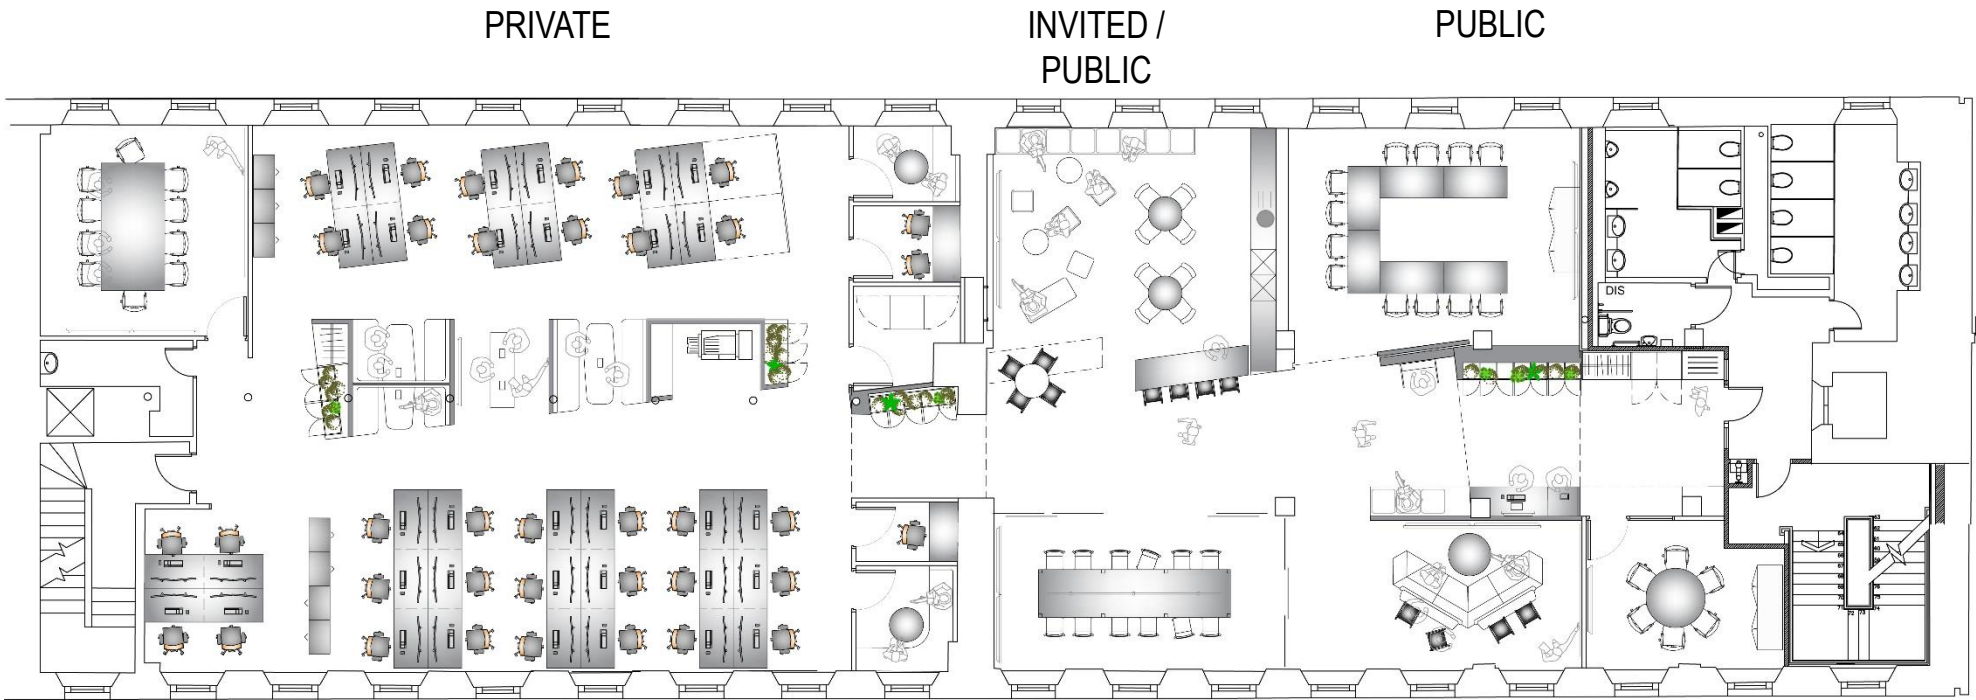 PRIVATE
INVITED /
PUBLIC
PUBLIC
DIS